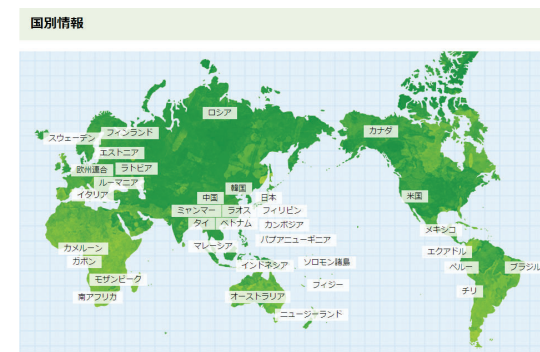 国別情報
ロシア
カナダ
スウェーデン
フィンランド
エストニア
欧州連合
ラトビア
ルーマニア
イタリア
韓国
中国
日本
米国
ミャンマー
ラオス
フィリピン
タイ
ベトナム
カンボジア
メキシコ
パプアニューギニア
マレーシア
カメルーン
エクアドル
ガボン
インドネシア
ソロモン諸島
ペルー
ブラジル
モザンビーク
フィジー
南アフリカ
オーストラリア
チリ
ニュージーランド